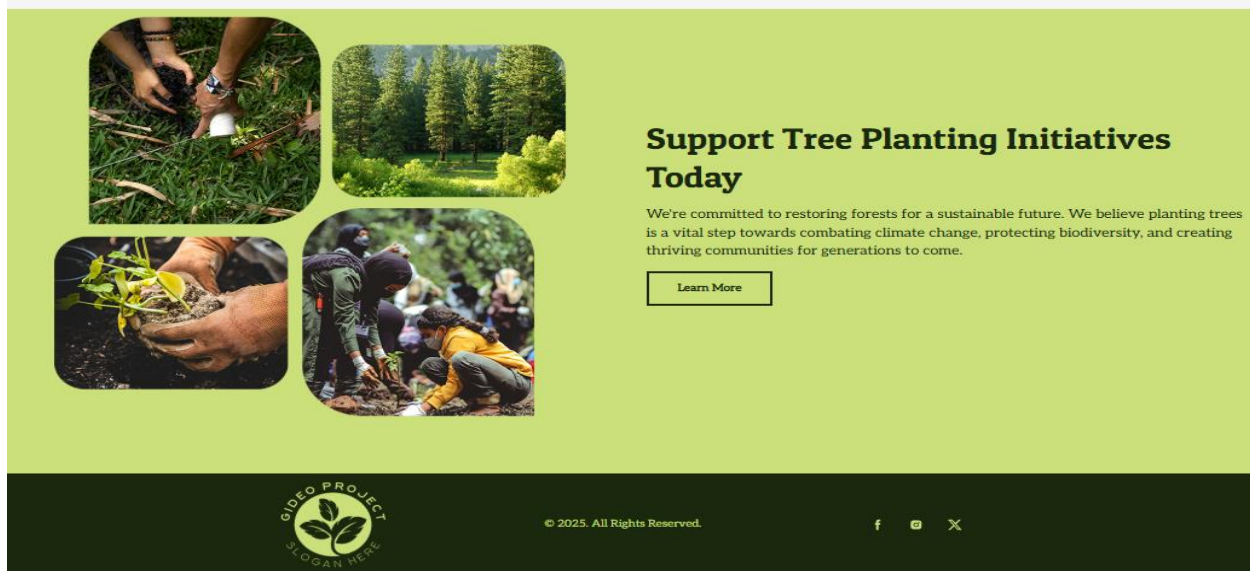 Support Tree Planting Initiatives
Today
We're committed to restoring forests for a sustainable future. We believe planting trees
is a vital step towards combating climate change, protecting biodiversity, and creating
thriving communities for generations to come.
Learn More
GIDEO PROJECT
SLOGAN HERE
© 2025. All Rights Reserved.